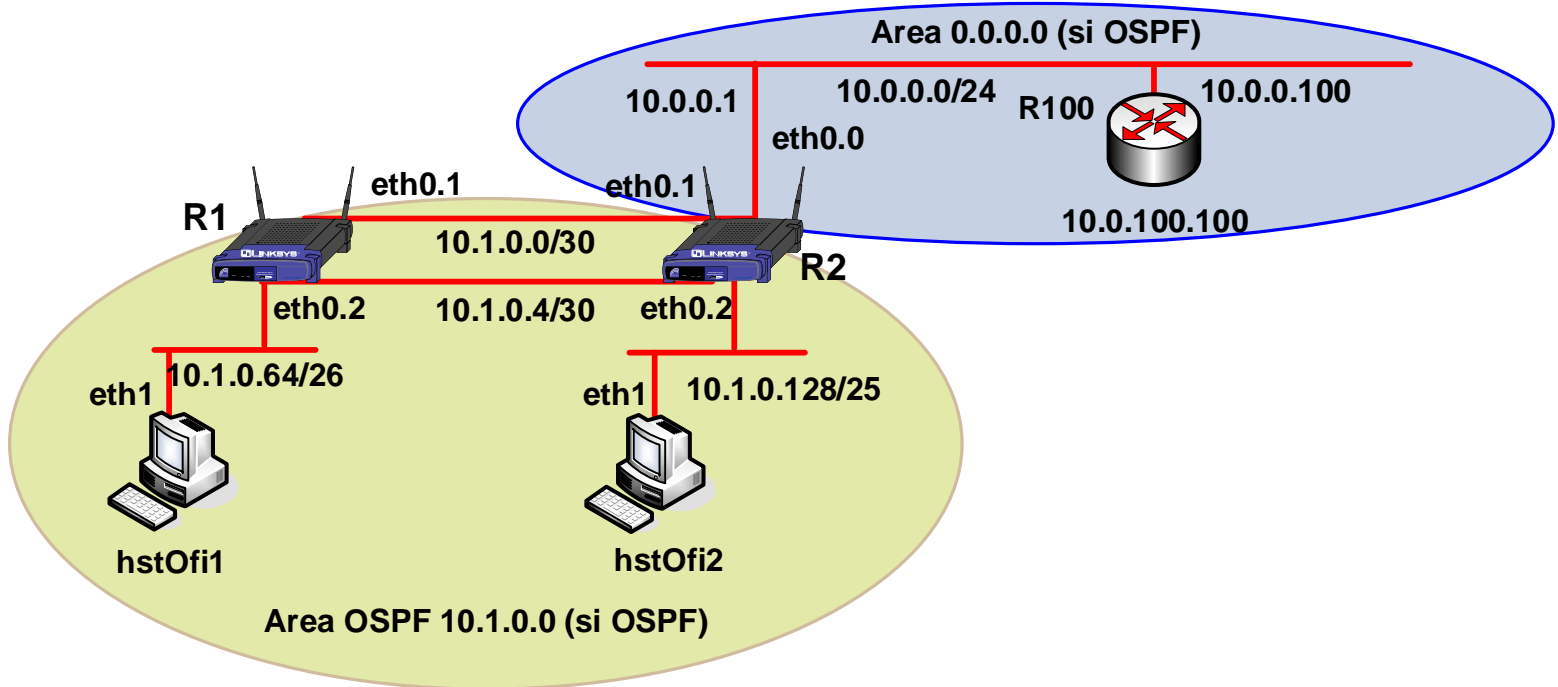 Area 0.0.0.0 (si OSPF)
10.0.0.1
10.0.0.0/24
R100
10.0.0.100
eth0.0
10.0.100.100
R1
eth0.1
eth0.1
10.1.0.0/30
LINKSYS
LINKSYS
R2
eth0.2
10.1.0.4/30
eth0.2
10.1.0.64/26
eth1
10.1.0.128/25
eth1
hstOfi1
hstOfi2
Area OSPF 10.1.0.0 (si OSPF)